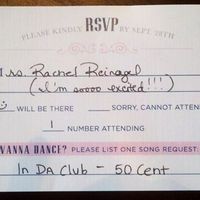 PLEASE KINDLY RSVP BY SEPT. 28TH
Ms. Rachel Reinagel
(I'm soooo excited!!!)
WILL BE THERE SORRY, CANNOT ATTEND
1 NUMBER ATTENDING
WANNA DANCE? PLEASE LIST ONE SONG REQUEST:
In DA Club - 50 Cent